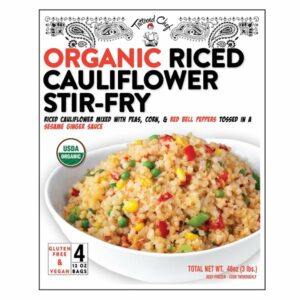 Tattooed Chef
ORGANIC RICED
CAULIFLOWER
STIR-FRY
RICED CAULIFLOWER MIXED WITH PEAS, CORN, & RED BELL PEPPERS TOSSED IN A
SESAME GINGER SAUCE
USDA
ORGANIC
GLUTEN
FREE
&
VEGAN
4
12 OZ
BAGS
TOTAL NET WT. 48oz (3 lbs.)
KEEP FROZEN • COOK THOROUGHLY